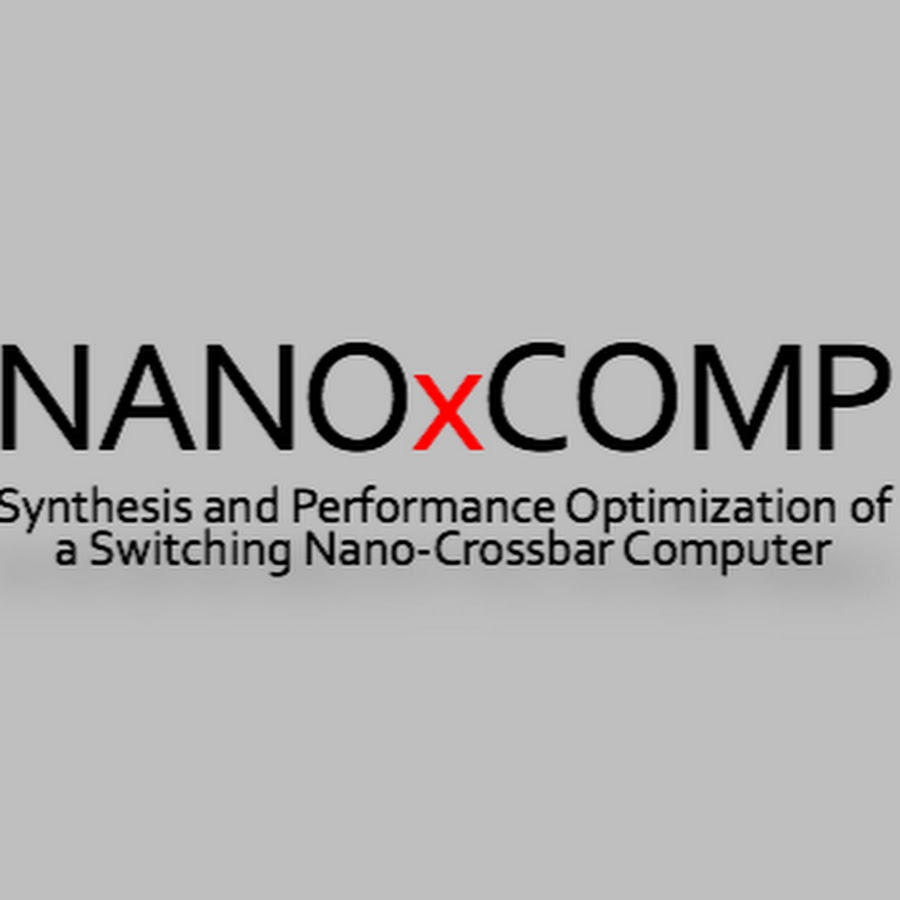 NANOxCOMP
Synthesis and Performance Optimization of
a Switching Nano-Crossbar Computer